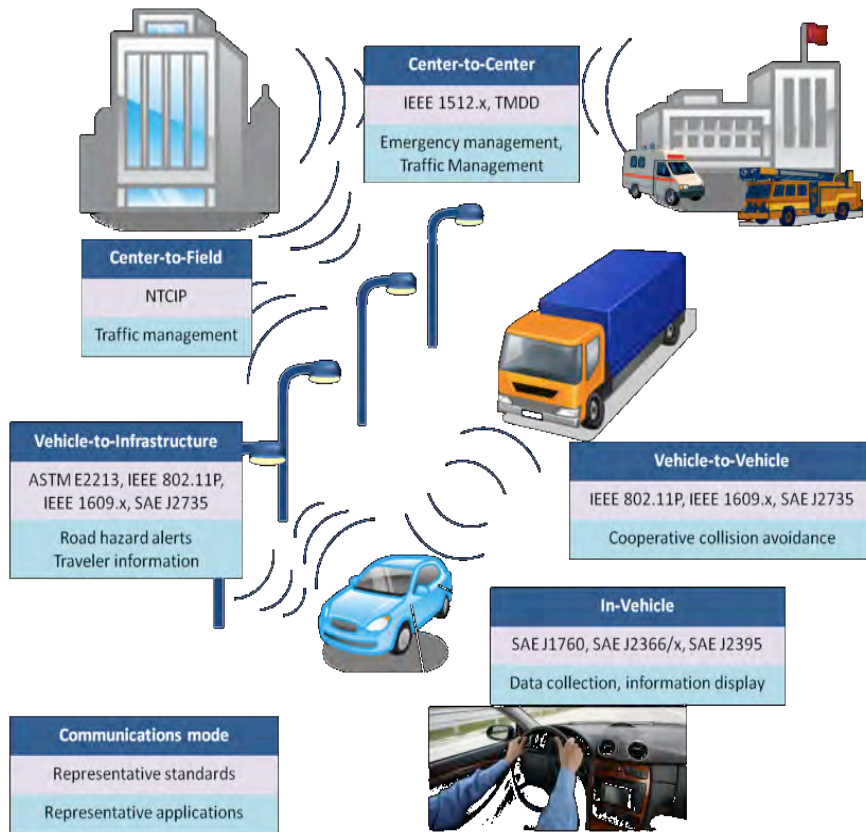 Center-to-Center
IEEE 1512.x, TMDD
Emergency management,
Traffic Management
Center-to-Field
NTCIP
Traffic management
Vehicle-to-Infrastructure
ASTM E2213, IEEE 802.11P,
IEEE 1609.x, SAE J2735
Road hazard alerts
Traveler information
Vehicle-to-Vehicle
IEEE 802.11P, IEEE 1609.x, SAE J2735
Cooperative collision avoidance
In-Vehicle
SAE J1760, SAE J2366/x, SAE J2395
Data collection, information display
Communications mode
Representative standards
Representative applications